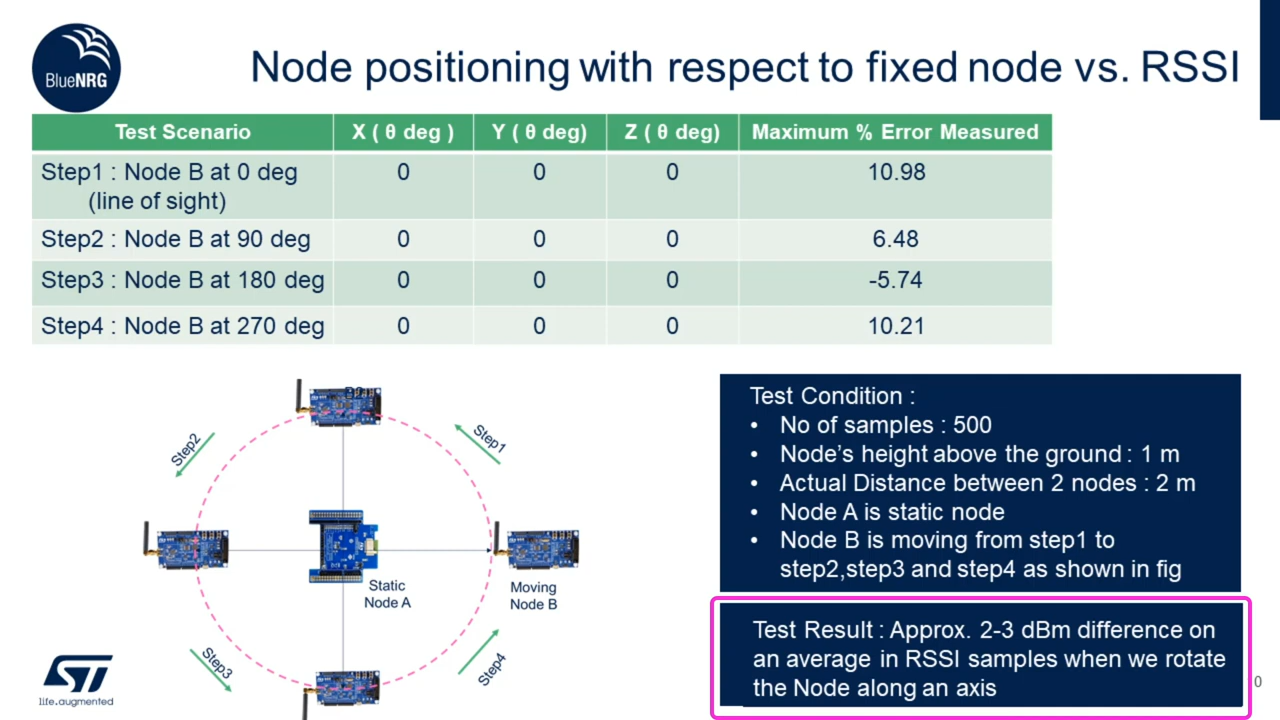 BlueNRG
Node positioning with respect to fixed node vs. RSSI
Test Scenario X ( θ deg ) Y ( θ deg) Z ( θ deg) Maximum % Error Measured
Step1 : Node B at 0 deg 0 0 0 10.98
(line of sight)
Step2 : Node B at 90 deg 0 0 0 6.48
Step3 : Node B at 180 deg 0 0 0 -5.74
Step4 : Node B at 270 deg 0 0 0 10.21
Step2
Step1
Static
Node A
Moving
Node B
Step3
Step4
Test Condition :
• No of samples : 500
• Node's height above the ground : 1 m
• Actual Distance between 2 nodes : 2 m
• Node A is static node
• Node B is moving from step1 to
step2,step3 and step4 as shown in fig
Test Result : Approx. 2-3 dBm difference on
an average in RSSI samples when we rotate
the Node along an axis
ST
life.augmented
0